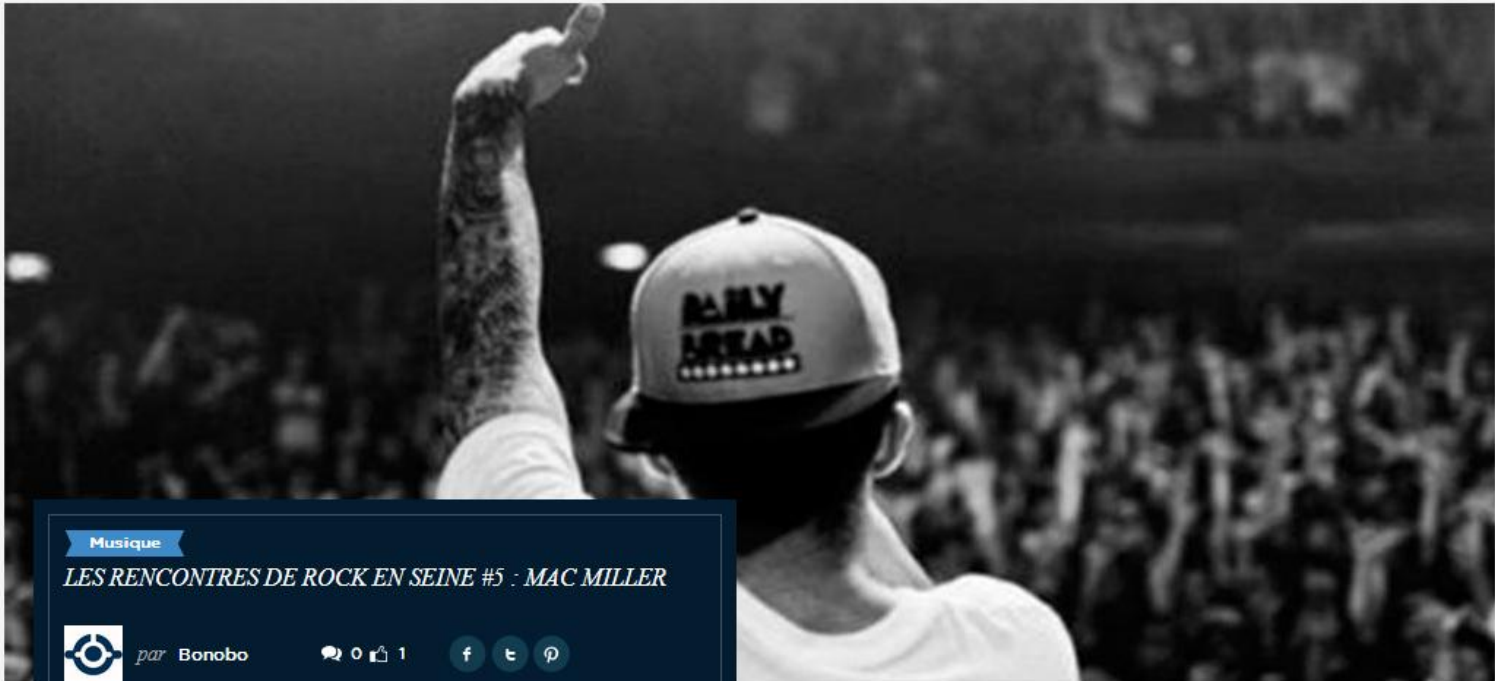 DAILY
BREAD
Musique
LES RENCONTRES DE ROCK EN SEINE #5 : MAC MILLER
par Bonobo 0 1